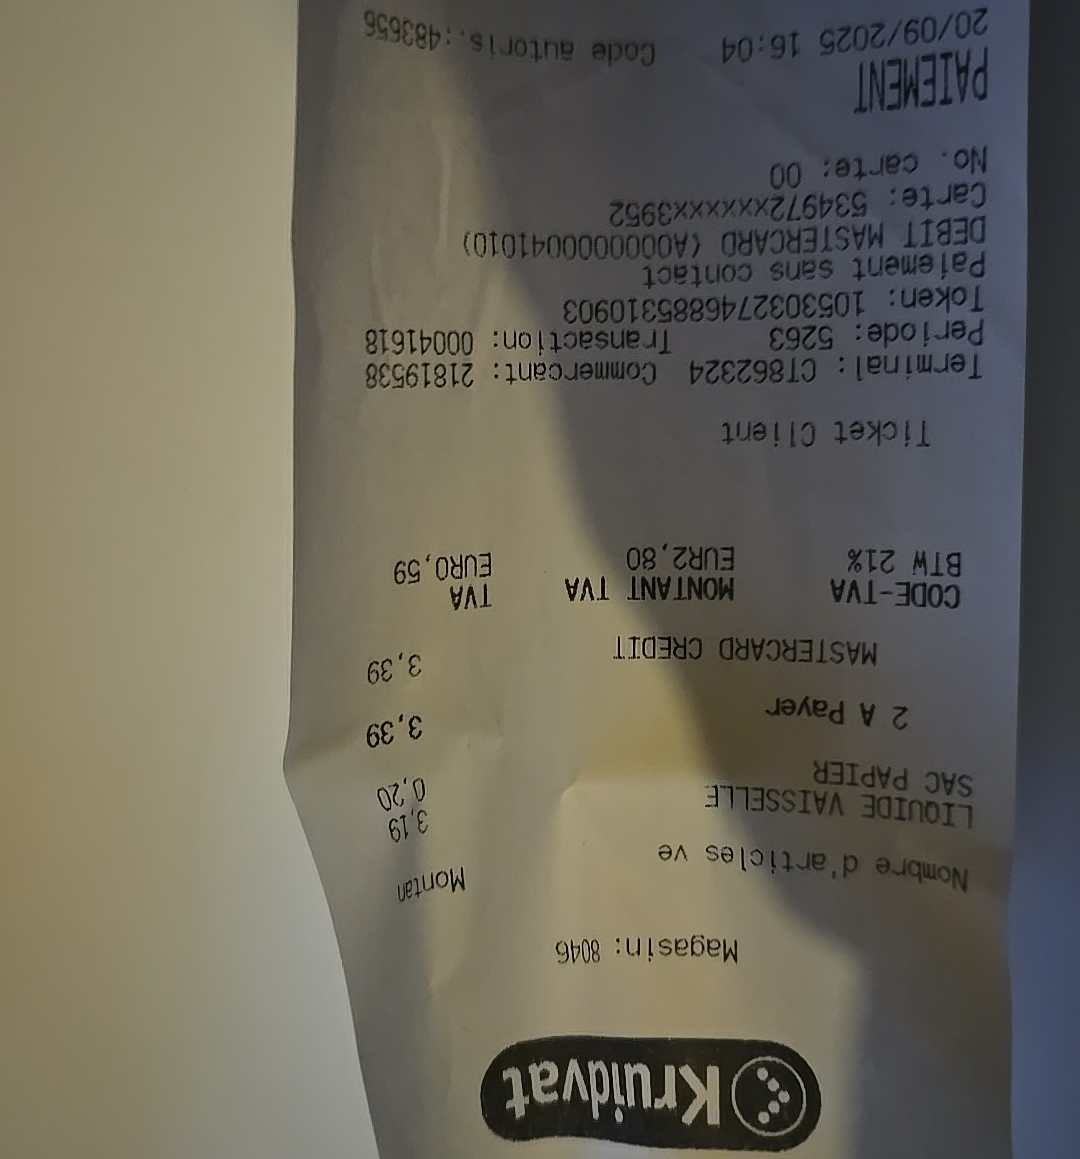 Kruidvat
Magasin: 8046
Montan
Nombre d'articles ve
LIQUIDE VAISSELLE 3,19
SAC PAPIER 0,20
2 A Payer 3,39
MASTERCARD CREDIT 3,39
CODE-TVA MONTANT TVA TVA
BTW 21% EUR2,80 EUR0,59
Ticket Client
Terminal: CT862324 Commercant: 21819538
Periode: 5263 Transaction: 00041618
Token: 1053032746885310903
Paiement sans contact
DEBIT MASTERCARD (A0000000041010)
Carte: 534972xxxxxx3952
No. carte: 00
PAIEMENT
20/09/2025 16:04 Code autoris.:483656